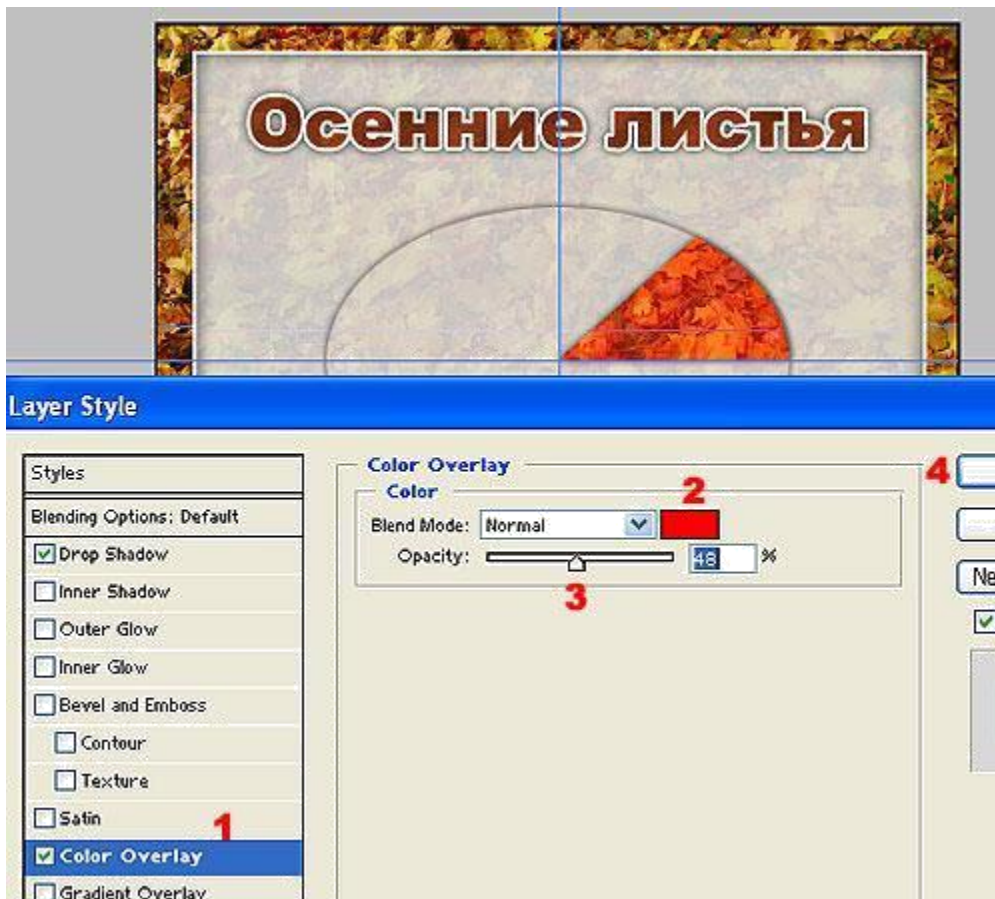 Осенние листья
Layer Style
Styles
Blending Options: Default
Drop Shadow
Inner Shadow
Outer Glow
Inner Glow
Bevel and Emboss
Contour
Texture
Satin
1
Color Overlay
Gradient Overlay
Color Overlay
Color
2
Blend Mode: Normal
Opacity: 48 %
3
4
Ne